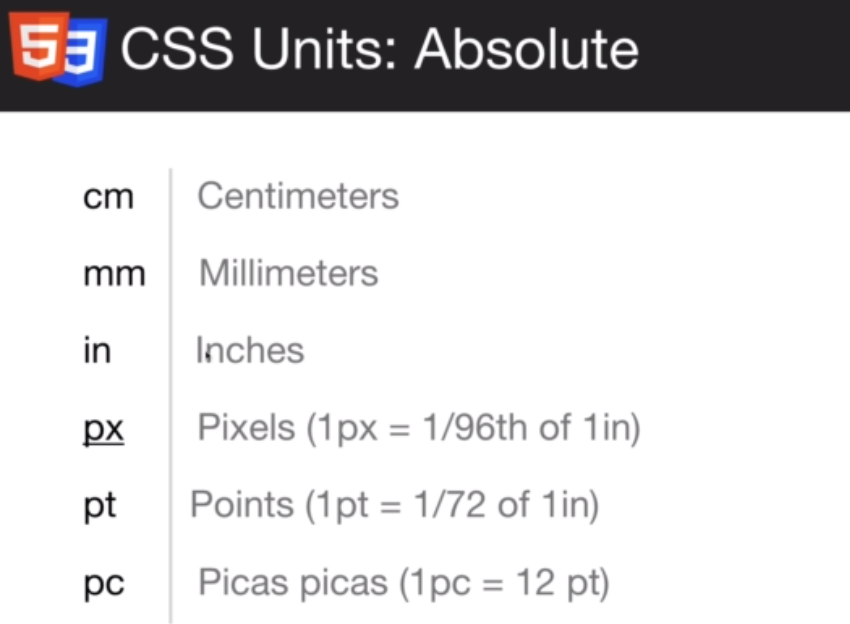 CSS Units: Absolute
cm Centimeters
mm Millimeters
in Inches
px Pixels (1px = 1/96th of 1in)
pt Points (1pt = 1/72 of 1in)
pc Picas picas (1pc = 12 pt)